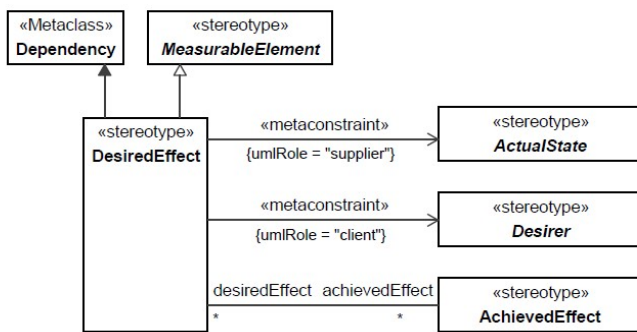 «Metaclass»
Dependency
«stereotype»
MeasurableElement
«stereotype»
DesiredEffect
«metaconstraint»
{umlRole = "supplier"}
«stereotype»
ActualState
«metaconstraint»
{umlRole = "client"}
«stereotype»
Desirer
desiredEffect achievedEffect
* *
«stereotype»
AchievedEffect